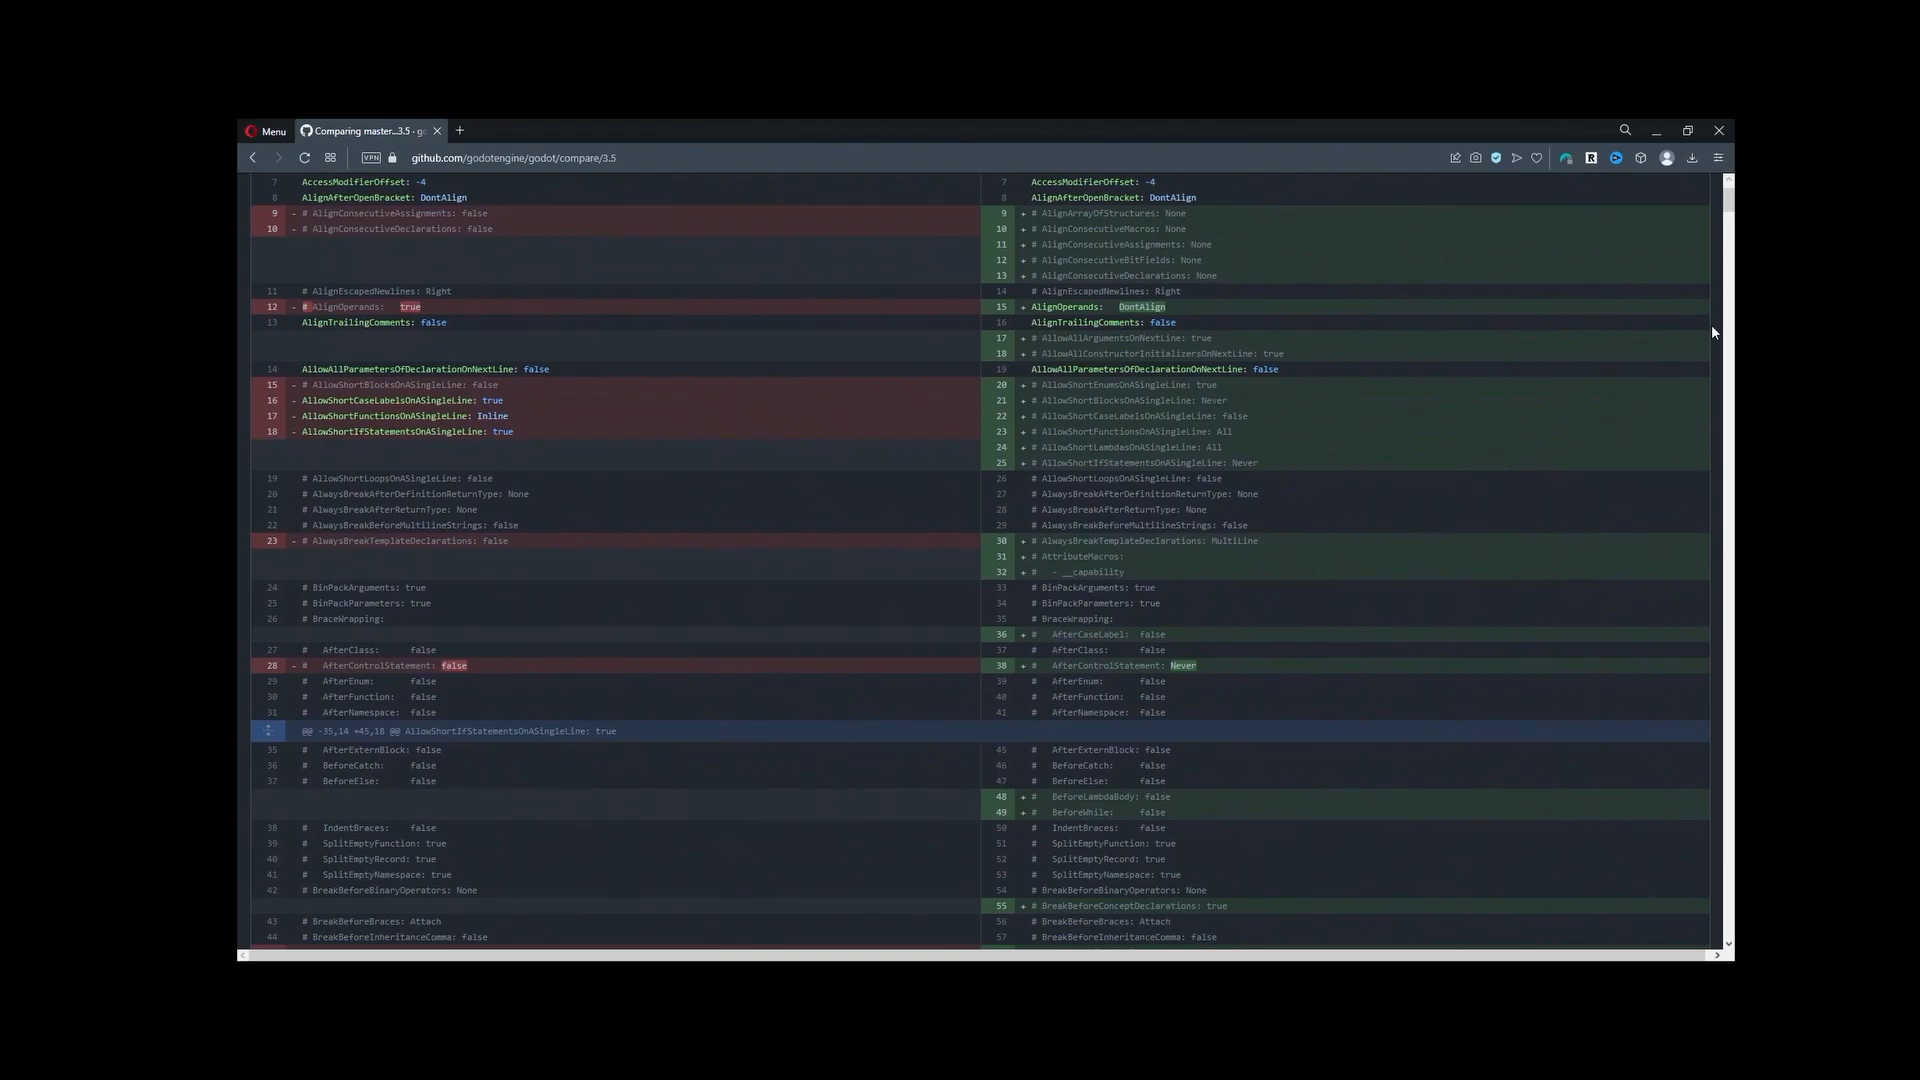 Menu
Comparing master...3.5 · g
VPN
github.com/godotengine/godot/compare/3.5
7 AccessModifierOffset: -4
8 AlignAfterOpenBracket: DontAlign
9 - # AlignConsecutiveAssignments: false
10 - # AlignConsecutiveDeclarations: false
11 # AlignEscapedNewlines: Right
12 - # AlignOperands: true
13 AlignTrailingComments: false
14 AllowAllParametersOfDeclarationOnNextLine: false
15 - # AllowShortBlocksOnASingleLine: false
16 - AllowShortCaseLabelsOnASingleLine: true
17 - AllowShortFunctionsOnASingleLine: Inline
18 - AllowShortIfStatementsOnASingleLine: true
19 # AllowShortLoopsOnASingleLine: false
20 # AlwaysBreakAfterDefinitionReturnType: None
21 # AlwaysBreakAfterReturnType: None
22 # AlwaysBreakBeforeMultilineStrings: false
23 - # AlwaysBreakTemplateDeclarations: false
24 # BinPackArguments: true
25 # BinPackParameters: true
26 # BraceWrapping:
27 # AfterClass: false
28 - # AfterControlStatement: false
29 # AfterEnum: false
30 # AfterFunction: false
31 # AfterNamespace: false
@@ -35,14 +45,18 @@ AllowShortIfStatementsOnASingleLine: true
35 # AfterExternBlock: false
36 # BeforeCatch: false
37 # BeforeElse: false
38 # IndentBraces: false
39 # SplitEmptyFunction: true
40 # SplitEmptyRecord: true
41 # SplitEmptyNamespace: true
42 # BreakBeforeBinaryOperators: None
43 # BreakBeforeBraces: Attach
44 # BreakBeforeInheritanceComma: false
7 AccessModifierOffset: -4
8 AlignAfterOpenBracket: DontAlign
9 + # AlignArrayOfStructures: None
10 + # AlignConsecutiveMacros: None
11 + # AlignConsecutiveAssignments: None
12 + # AlignConsecutiveBitFields: None
13 + # AlignConsecutiveDeclarations: None
14 # AlignEscapedNewlines: Right
15 + AlignOperands: DontAlign
16 AlignTrailingComments: false
17 + # AllowAllArgumentsOnNextLine: true
18 + # AllowAllConstructorInitializersOnNextLine: true
19 AllowAllParametersOfDeclarationOnNextLine: false
20 + # AllowShortEnumsOnASingleLine: true
21 + # AllowShortBlocksOnASingleLine: Never
22 + # AllowShortCaseLabelsOnASingleLine: false
23 + # AllowShortFunctionsOnASingleLine: All
24 + # AllowShortLambdasOnASingleLine: All
25 + # AllowShortIfStatementsOnASingleLine: Never
26 # AllowShortLoopsOnASingleLine: false
27 # AlwaysBreakAfterDefinitionReturnType: None
28 # AlwaysBreakAfterReturnType: None
29 # AlwaysBreakBeforeMultilineStrings: false
30 + # AlwaysBreakTemplateDeclarations: MultiLine
31 + # AttributeMacros:
32 + # - __capability
33 # BinPackArguments: true
34 # BinPackParameters: true
35 # BraceWrapping:
36 + # AfterCaseLabel: false
37 # AfterClass: false
38 + # AfterControlStatement: Never
39 # AfterEnum: false
40 # AfterFunction: false
41 # AfterNamespace: false
45 # AfterExternBlock: false
46 # BeforeCatch: false
47 # BeforeElse: false
48 + # BeforeLambdaBody: false
49 + # BeforeWhile: false
50 # IndentBraces: false
51 # SplitEmptyFunction: true
52 # SplitEmptyRecord: true
53 # SplitEmptyNamespace: true
54 # BreakBeforeBinaryOperators: None
55 + # BreakBeforeConceptDeclarations: true
56 # BreakBeforeBraces: Attach
57 # BreakBeforeInheritanceComma: false